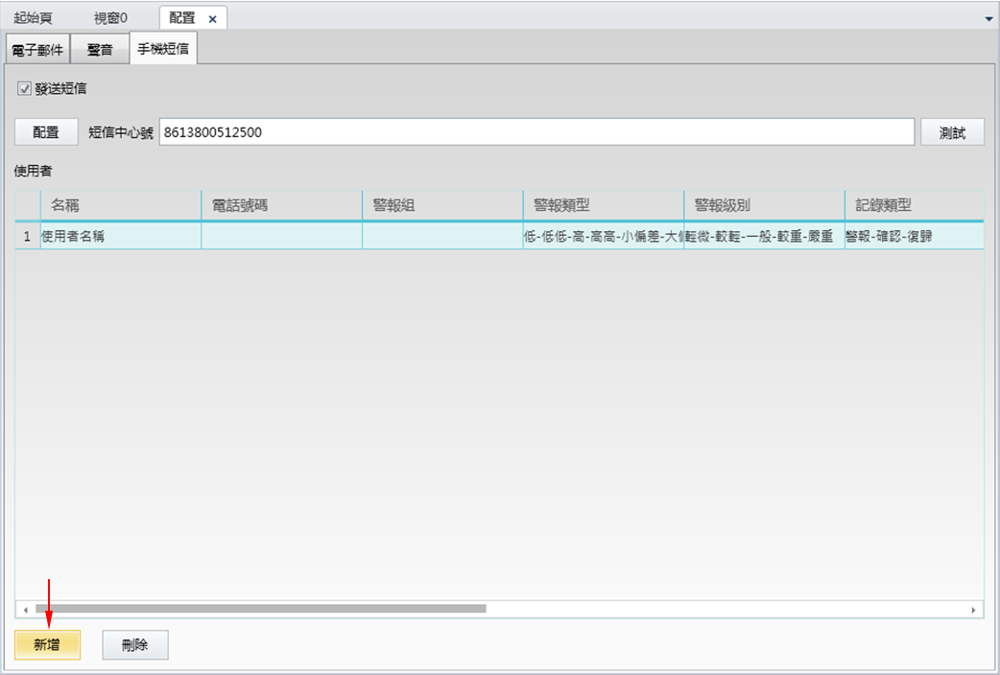 起始頁 視窗0 配置
電子郵件 聲音 手機短信
發送短信
配置 短信中心號 8613800512500 測試
使用者
名稱 電話號碼 警報組 警報類型 警報級別 記錄類型
1 使用者名稱 低-低低-高-高高-小偏差-大 輕微-較輕-一般-較重-嚴重 警報-確認-復歸
新增 刪除